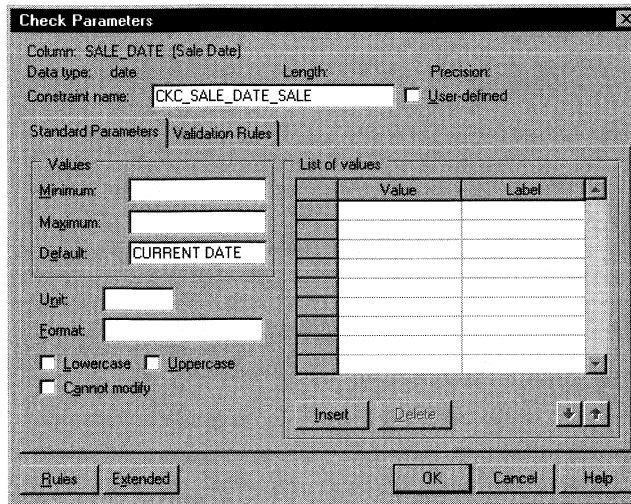 Check Parameters
Column: SALE_DATE (Sale Date)
Data type: date Length: Precision:
Constraint name: CKC_SALE_DATE_SALE User-defined
Standard Parameters Validation Rules
Values
Minimum:
Maximum:
Default: CURRENT DATE
Unit:
Format:
Lowercase Uppercase
Cannot modify
List of values
Value Label
Insert Delete
Rules Extended OK Cancel Help